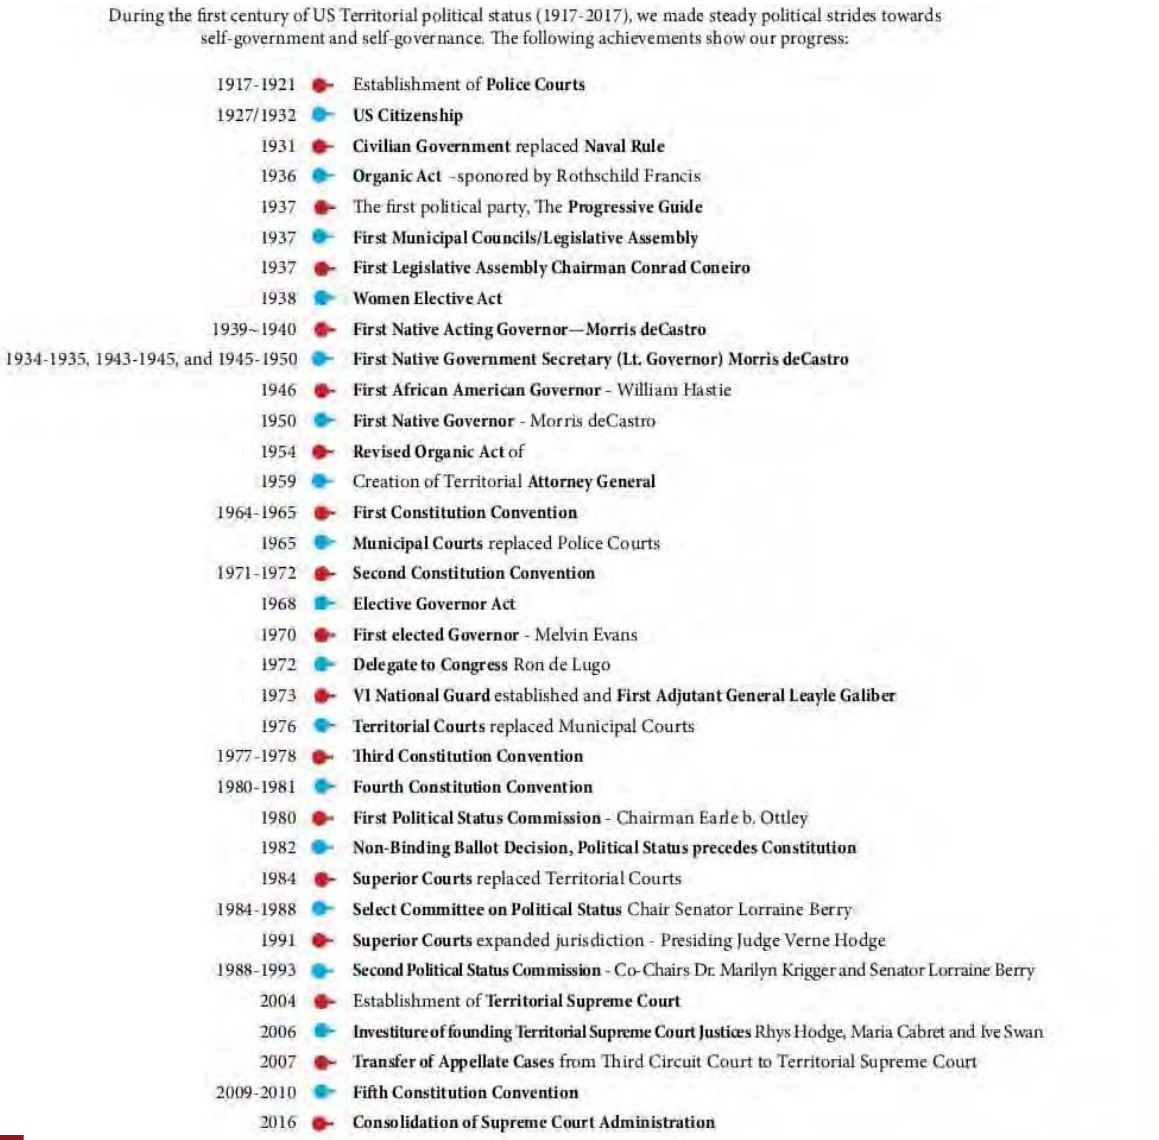 During the first century of US Territorial political status (1917-2017), we made steady political strides towards
self-government and self-governance. The following achievements show our progress:
1917-1921 Establishment of Police Courts
1927/1932 US Citizenship
1931 Civilian Government replaced Naval Rule
1936 Organic Act -sponored by Rothschild Francis
1937 The first political party, The Progressive Guide
1937 First Municipal Councils/Legislative Assembly
1937 First Legislative Assembly Chairman Conrad Coneiro
1938 Women Elective Act
1939~1940 First Native Acting Governor—Morris deCastro
1934-1935, 1943-1945, and 1945-1950 First Native Government Secretary (Lt. Governor) Morris deCastro
1946 First African American Governor - William Hastie
1950 First Native Governor - Morris deCastro
1954 Revised Organic Act of
1959 Creation of Territorial Attorney General
1964-1965 First Constitution Convention
1965 Municipal Courts replaced Police Courts
1971-1972 Second Constitution Convention
1968 Elective Governor Act
1970 First elected Governor - Melvin Evans
1972 Delegate to Congress Ron de Lugo
1973 VI National Guard established and First Adjutant General Leayle Galiber
1976 Territorial Courts replaced Municipal Courts
1977-1978 Third Constitution Convention
1980-1981 Fourth Constitution Convention
1980 First Political Status Commission - Chairman Earle b. Ottley
1982 Non-Binding Ballot Decision, Political Status precedes Constitution
1984 Superior Courts replaced Territorial Courts
1984-1988 Select Committee on Political Status Chair Senator Lorraine Berry
1991 Superior Courts expanded jurisdiction - Presiding Judge Verne Hodge
1988-1993 Second Political Status Commission - Co-Chairs Dr. Marilyn Krigger and Senator Lorraine Berry
2004 Establishment of Territorial Supreme Court
2006 Investiture of founding Territorial Supreme Court Justices Rhys Hodge, Maria Cabret and Ive Swan
2007 Transfer of Appellate Cases from Third Circuit Court to Territorial Supreme Court
2009-2010 Fifth Constitution Convention
2016 Consolidation of Supreme Court Administration